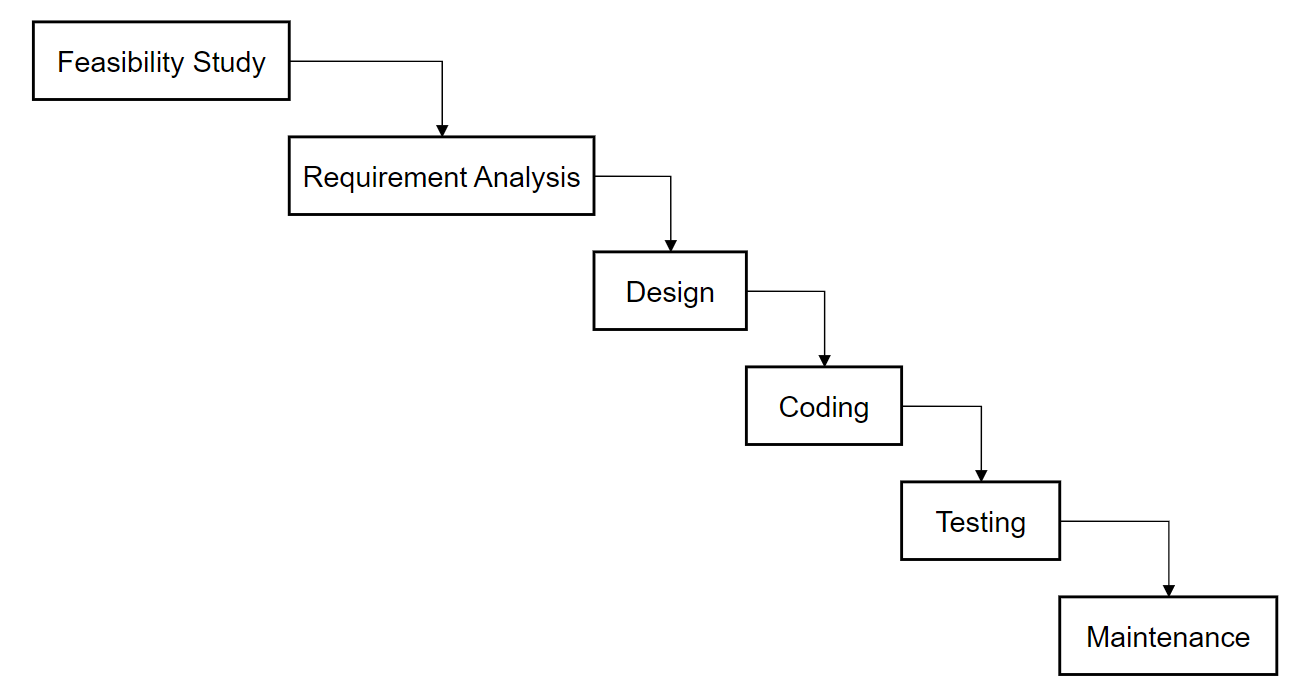 Feasibility Study
Requirement Analysis
Design
Coding
Testing
Maintenance